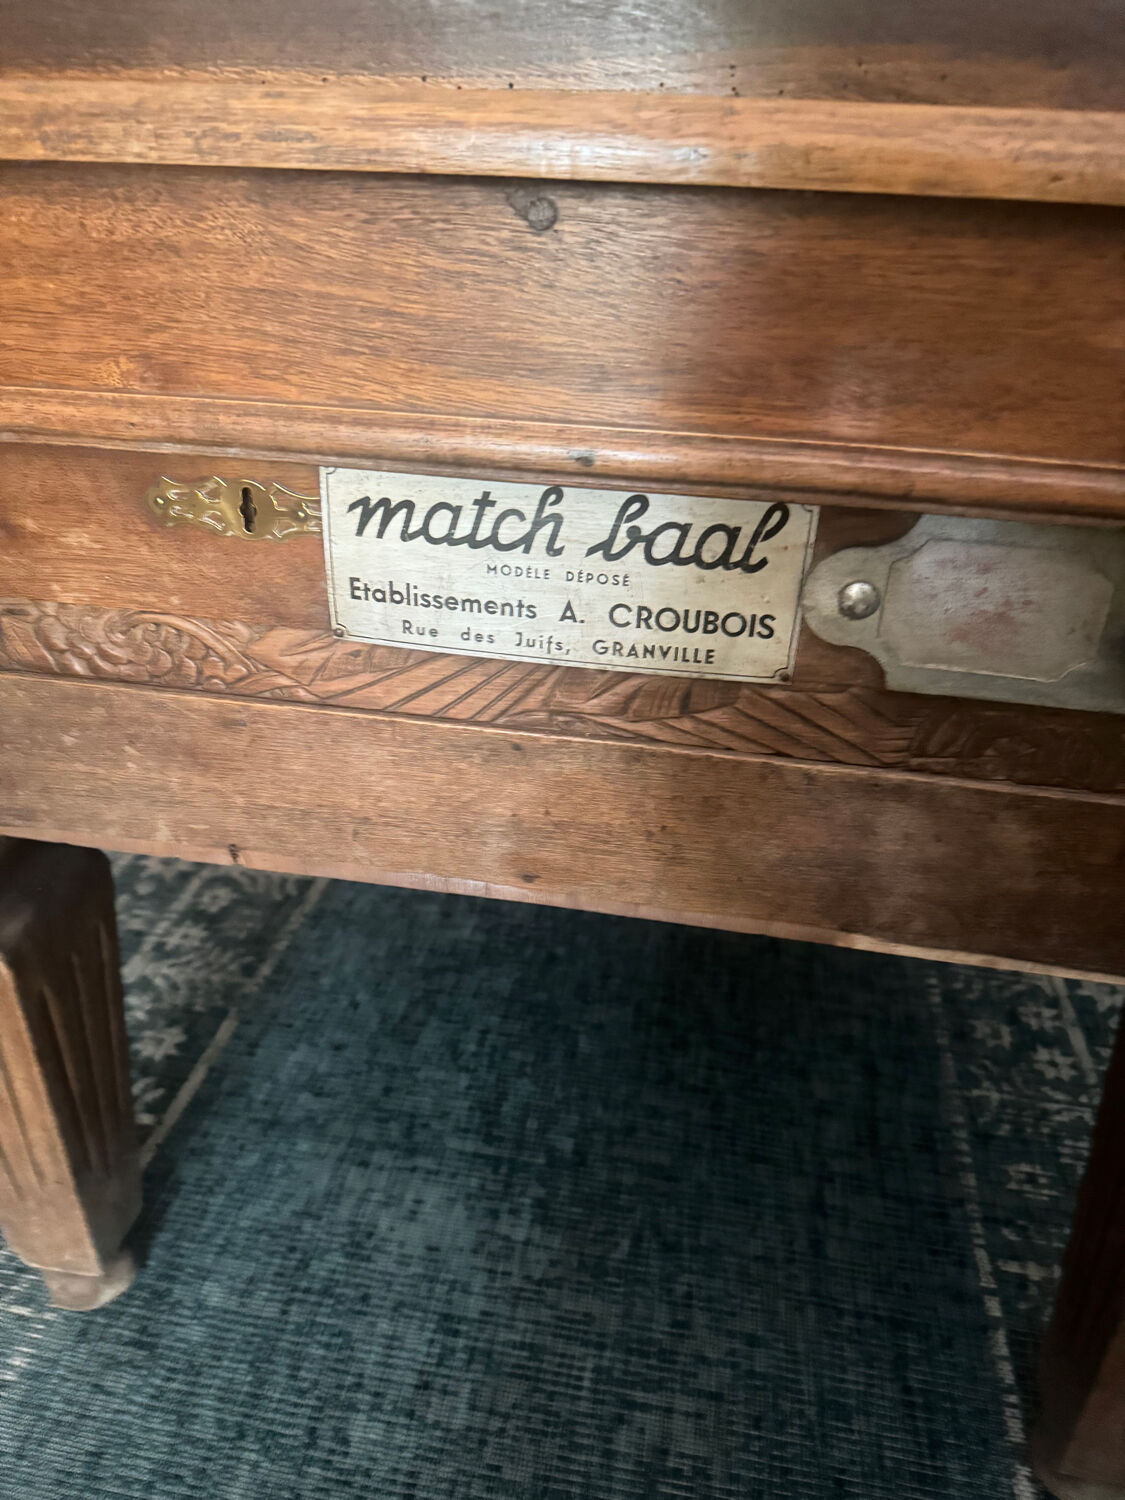 match baal
MODÈLE DÉPOSÉ
Etablissements A. CROUBOIS
Rue des Juifs, GRANVILLE